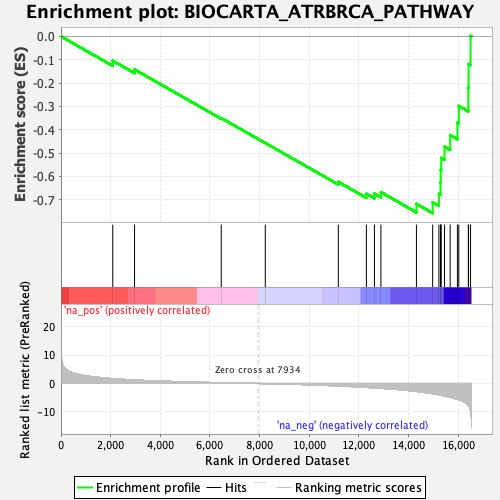 Enrichment plot: BIOCARTA_ATRBRCA_PATHWAY
Enrichment score (ES)
0.0
-0.1
-0.2
-0.3
-0.4
-0.5
-0.6
-0.7
'na_pos' (positively correlated)
Ranked list metric (PreRanked)
20
10
0
-10
Zero cross at 7934
'na_neg' (negatively correlated)
0
2,000
4,000
6,000
8,000
10,000
12,000
14,000
16,000
Rank in Ordered Dataset
Enrichment profile
Hits
Ranking metric scores